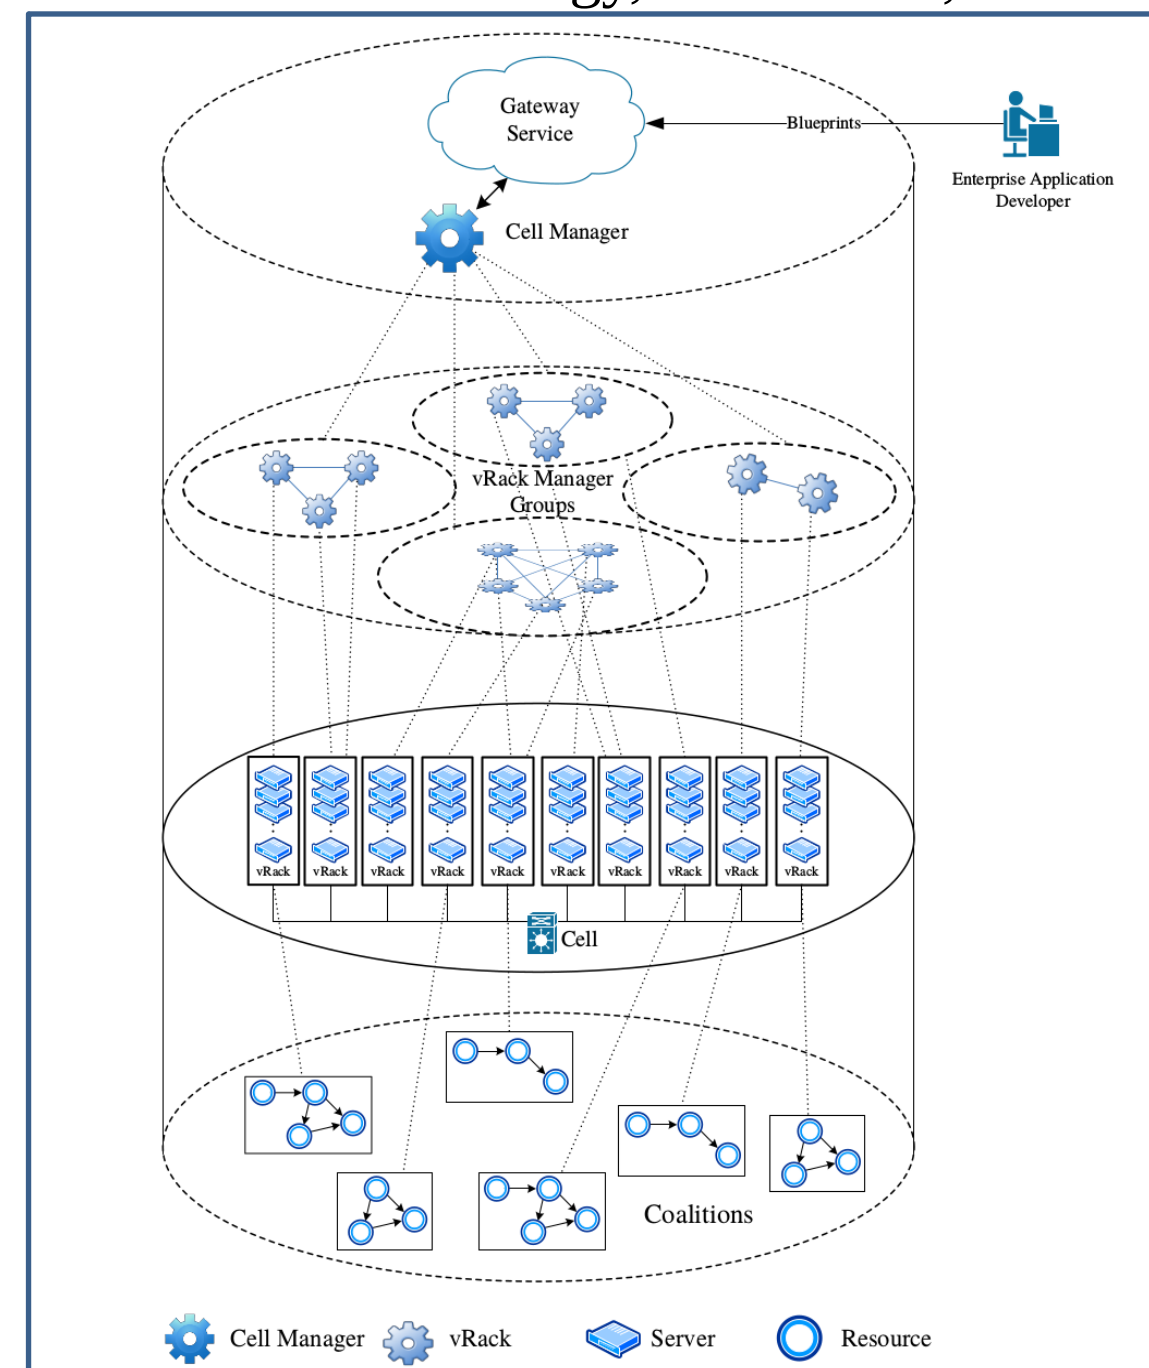 Gateway
Service
Blueprints
Enterprise Application
Developer
Cell Manager
vRack Manager
Groups
vRack
vRack
vRack
vRack
vRack
vRack
vRack
vRack
vRack
vRack
Cell
Coalitions
Cell Manager
vRack
Server
Resource